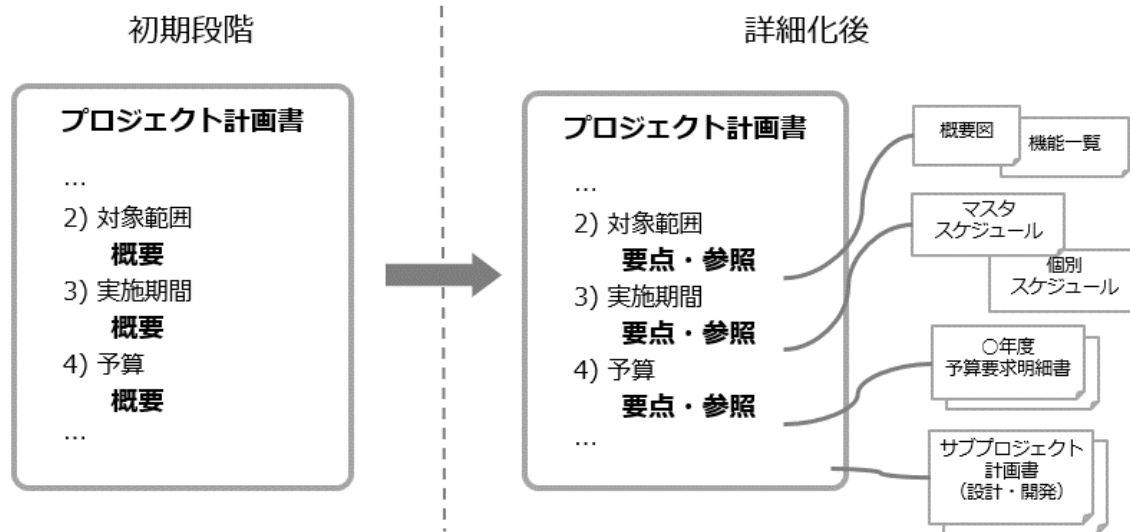 初期段階
詳細化後
プロジェクト計画書
…
2) 対象範囲
概要
3) 実施期間
概要
4) 予算
概要
…
プロジェクト計画書
…
2) 対象範囲
要点・参照
3) 実施期間
要点・参照
4) 予算
要点・参照
…
概要図
機能一覧
マスタ
スケジュール
個別
スケジュール
○年度
予算要求明細書
サブプロジェクト
計画書
（設計・開発）